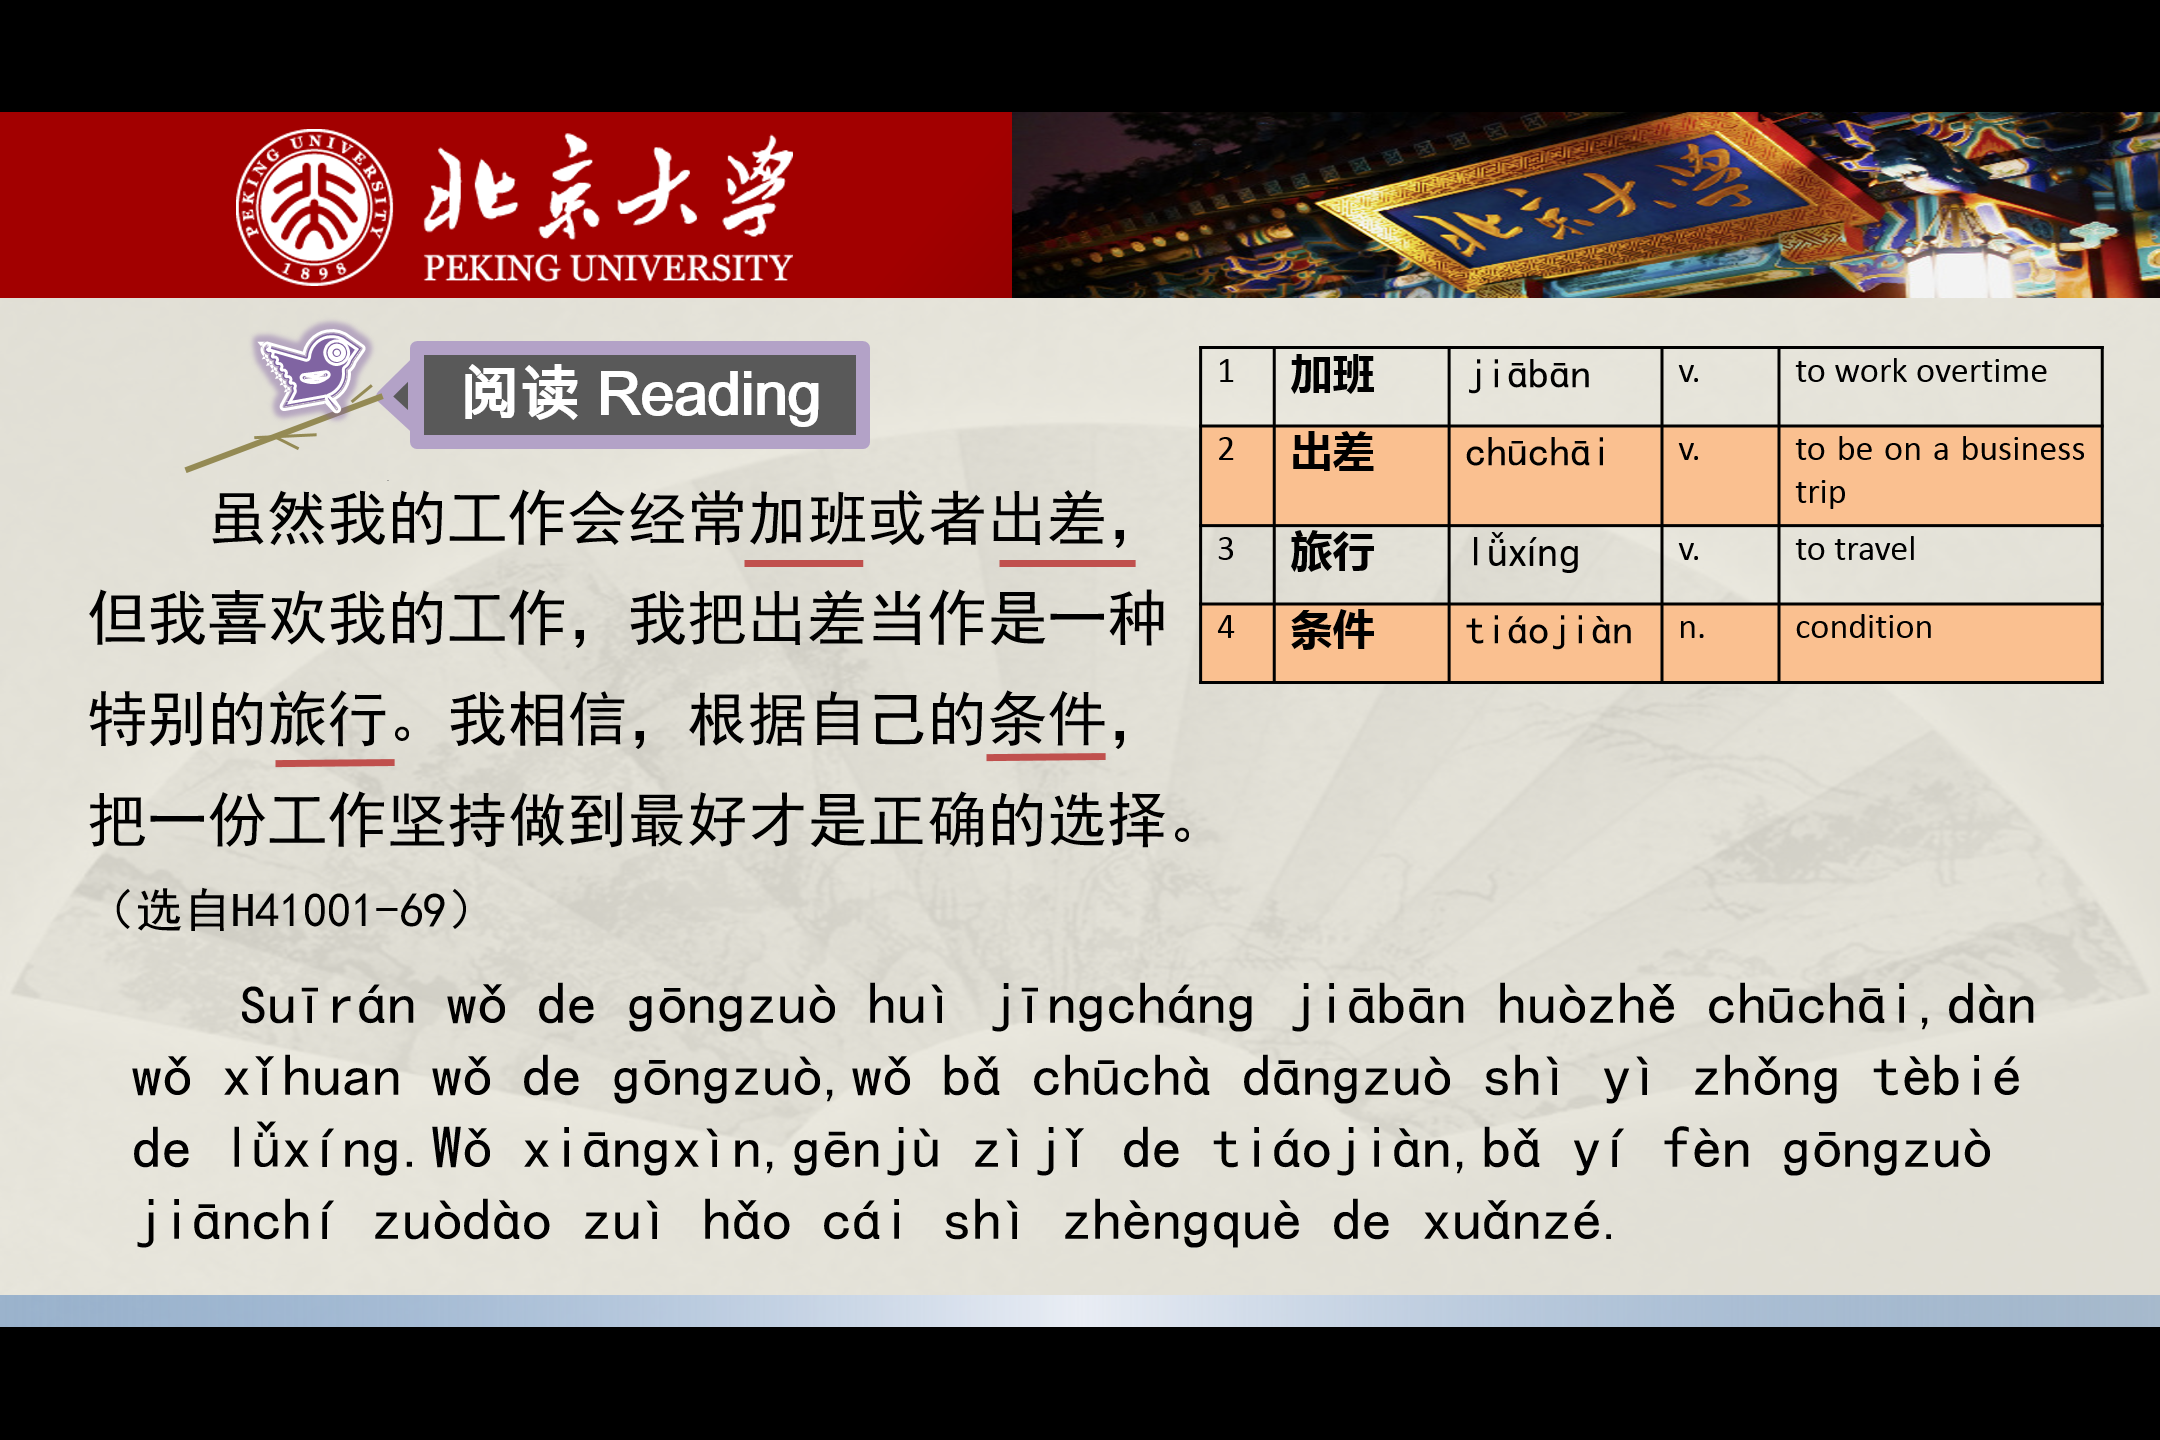 PEKING UNIVERSITY
1898
北京大学
PEKING UNIVERSITY
北京大学
阅读 Reading
1 加班 jiābān v. to work overtime
2 出差 chūchāi v. to be on a business
trip
3 旅行 lǚxíng v. to travel
4 条件 tiáojiàn n. condition
虽然我的工作会经常加班或者出差，
但我喜欢我的工作，我把出差当作是一种
特别的旅行。我相信，根据自己的条件，
把一份工作坚持做到最好才是正确的选择。
（选自H41001-69）
Suīrán wǒ de gōngzuò huì jīngcháng jiābān huòzhě chūchāi,dàn
wǒ xǐhuan wǒ de gōngzuò,wǒ bǎ chūchà dāngzuò shì yì zhǒng tèbié
de lǚxíng.Wǒ xiāngxìn,gēnjù zìjǐ de tiáojiàn,bǎ yí fèn gōngzuò
jiānchí zuòdào zuì hǎo cái shì zhèngquè de xuǎnzé.